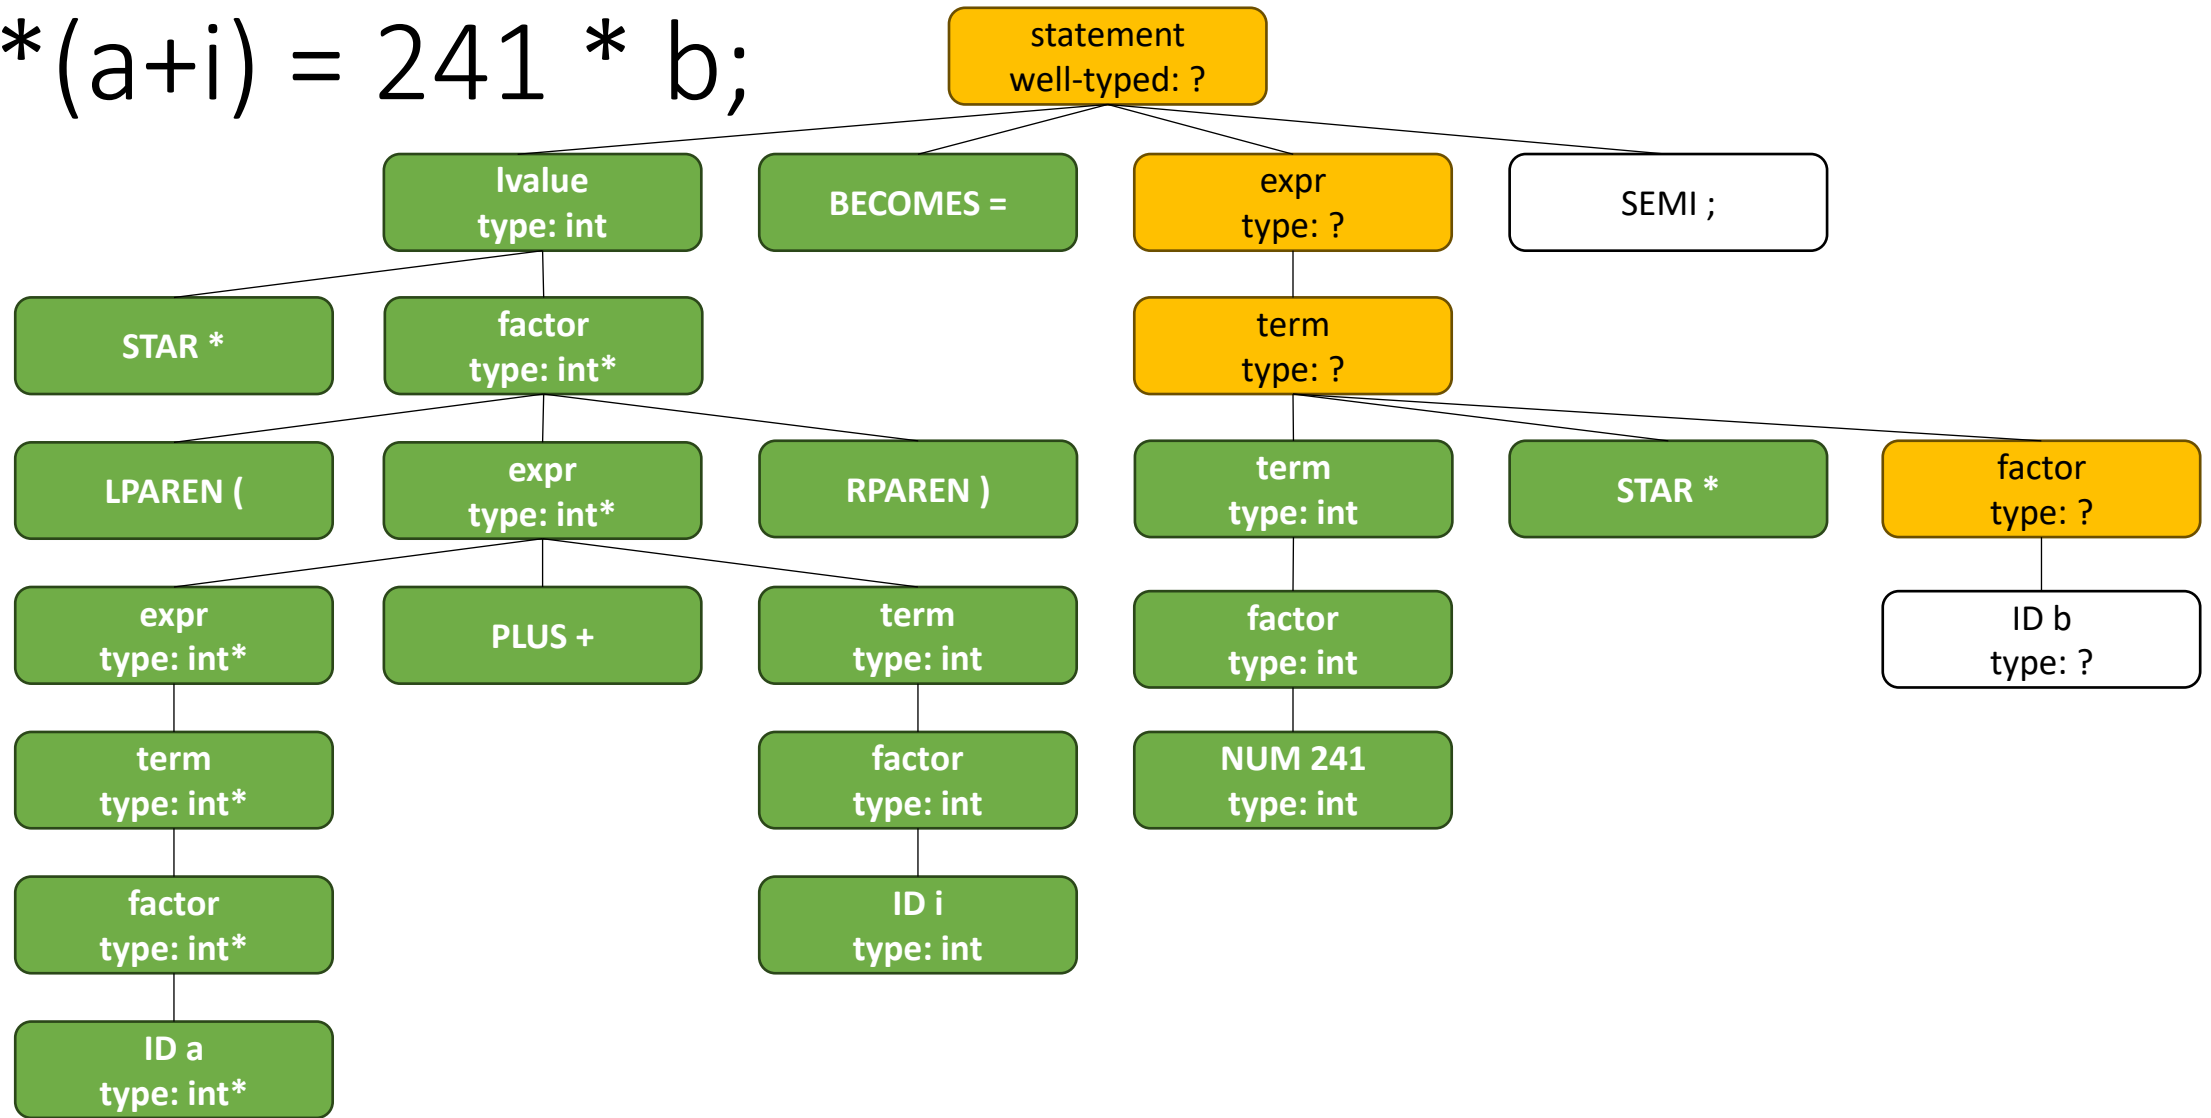 *(a+i) = 241 * b;
statement
well-typed: ?
lvalue
type: int
BECOMES =
expr
type: ?
SEMI ;
STAR *
factor
type: int*
term
type: ?
LPAREN (
expr
type: int*
RPAREN )
term
type: int
STAR *
factor
type: ?
expr
type: int*
PLUS +
term
type: int
factor
type: int
ID b
type: ?
term
type: int*
factor
type: int
NUM 241
type: int
factor
type: int*
ID i
type: int
ID a
type: int*